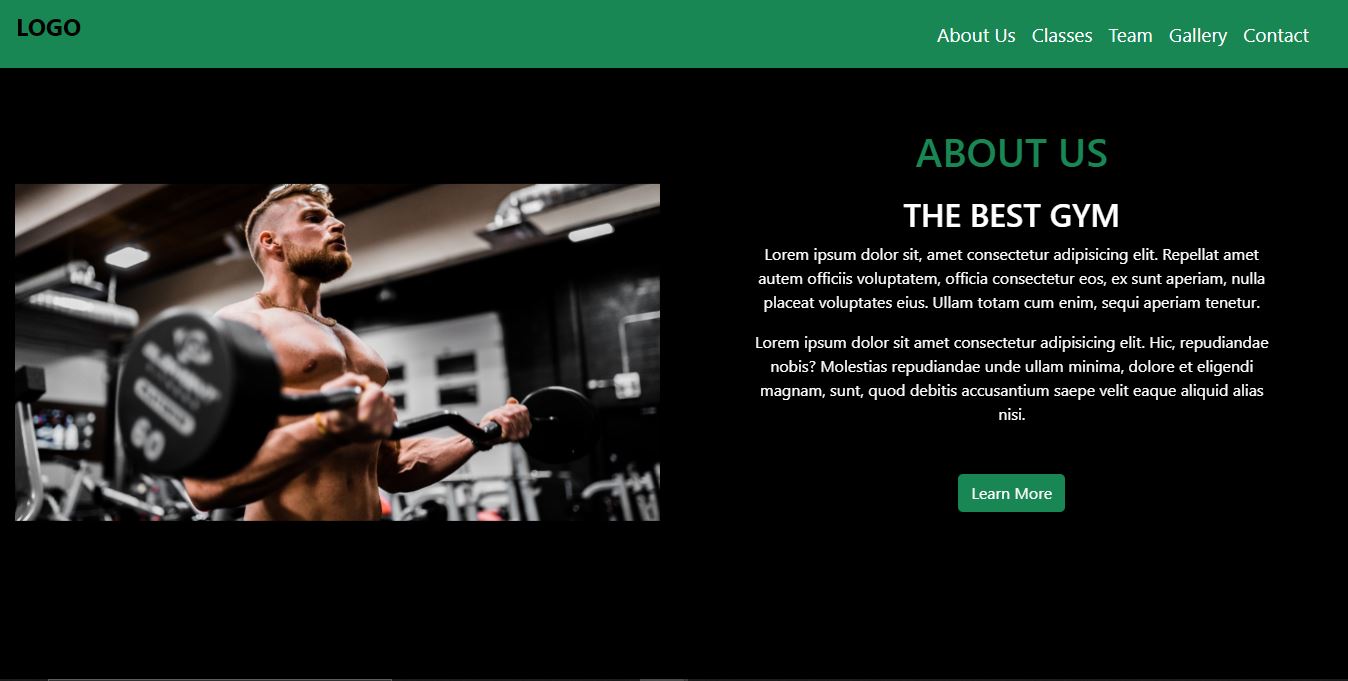 LOGO
About Us Classes Team Gallery Contact
ABOUT US
THE BEST GYM
Lorem ipsum dolor sit, amet consectetur adipisicing elit. Repellat amet
autem officiis voluptatem, officia consectetur eos, ex sunt aperiam, nulla
placeat voluptates eius. Ullam totam cum enim, sequi aperiam tenetur.
Lorem ipsum dolor sit amet consectetur adipisicing elit. Hic, repudiandae
nobis? Molestias repudiandae unde ullam minima, dolore et eligendi
magnam, sunt, quod debitis accusantium saepe velit eaque aliquid alias
nisi.
Learn More
60